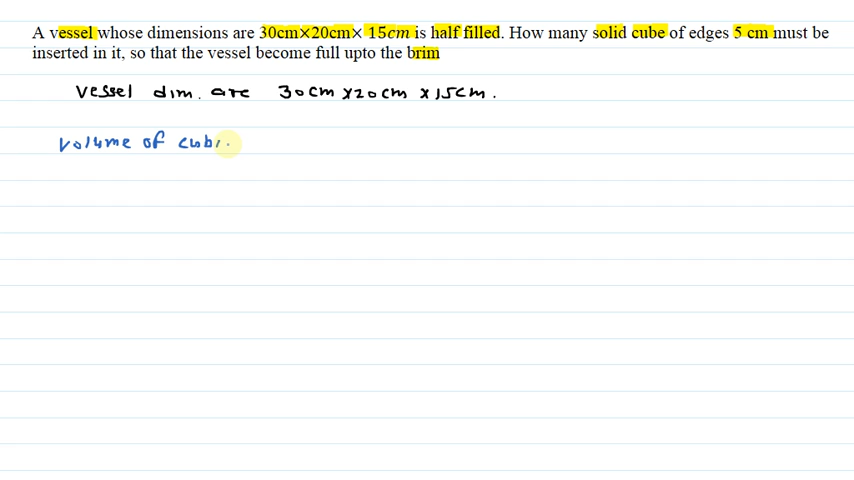 A vessel whose dimensions are 30cm×20cm× 15cm is half filled. How many solid cube of edges 5 cm must be
inserted in it, so that the vessel become full upto the brim
Vessel dim. are 30cm x20cm x15cm.
Volume of cub